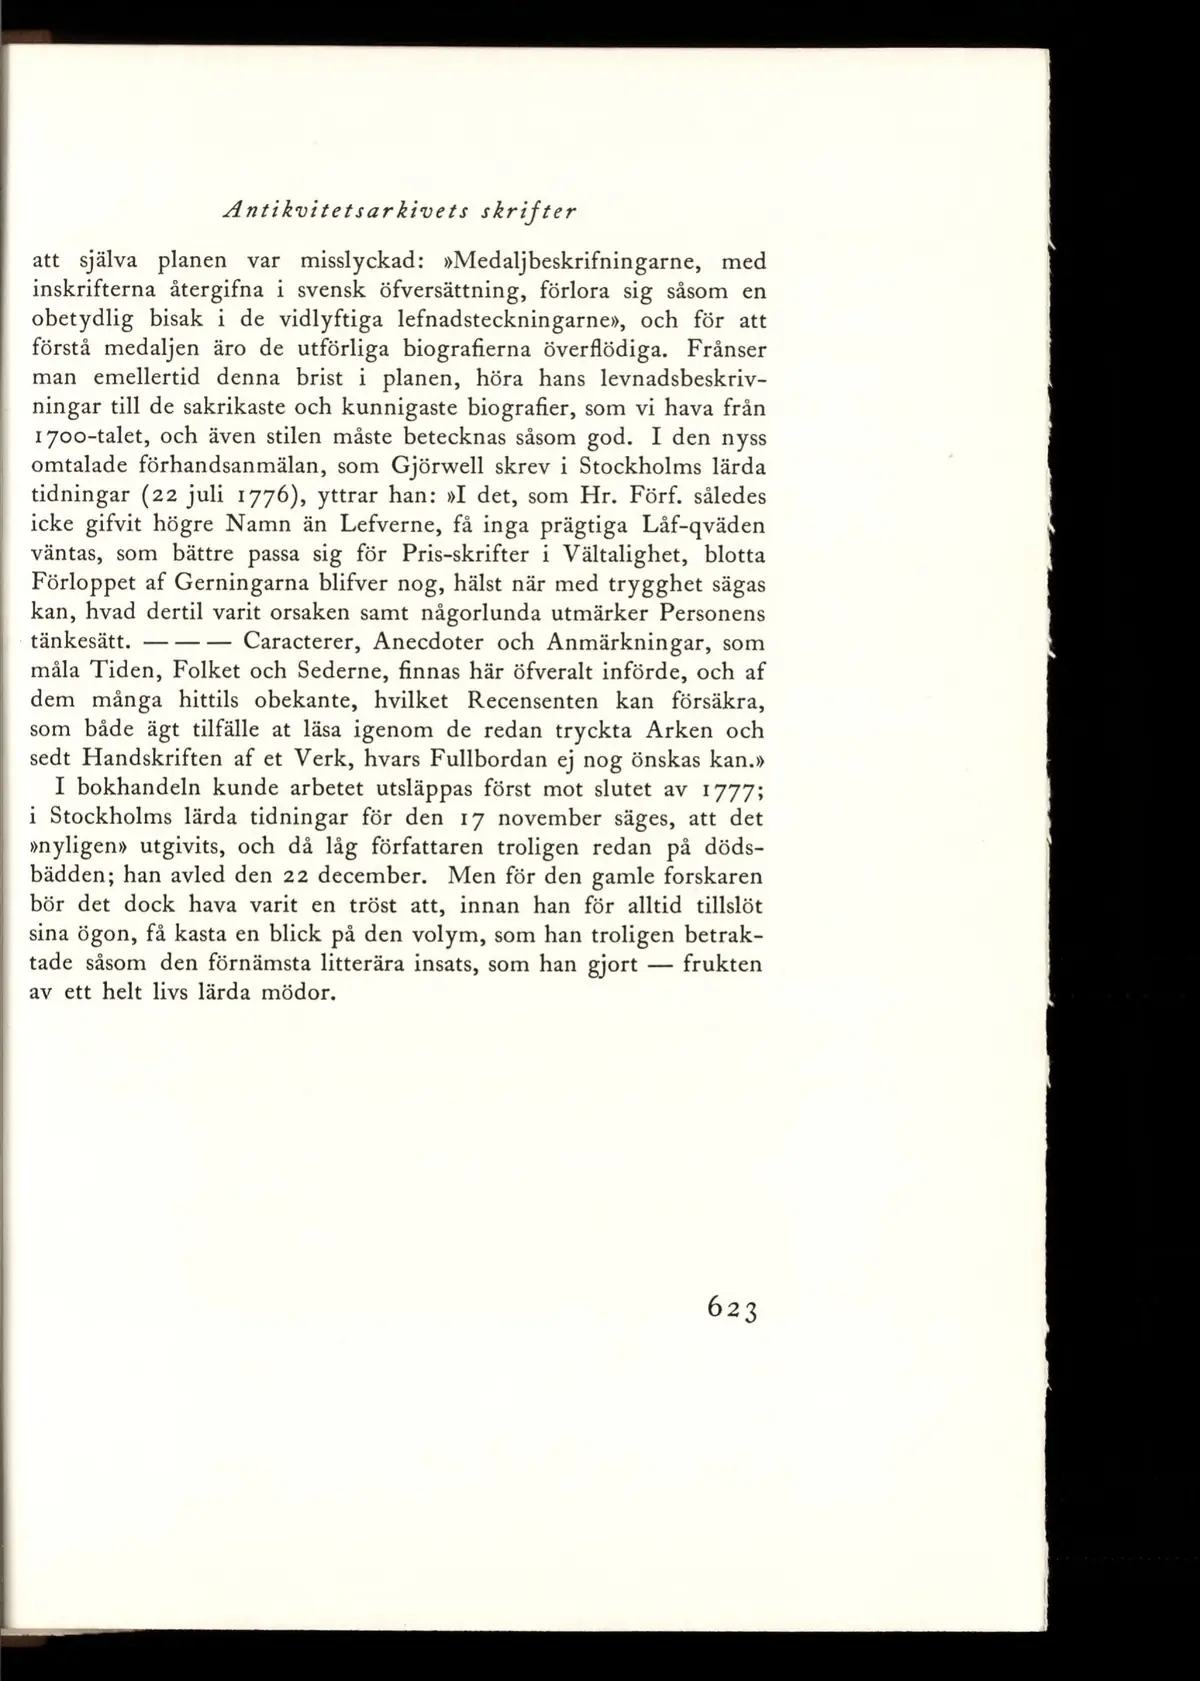 Antikvitetsarkivets skrifter
att själva planen var misslyckad: »Medaljbeskrifningarne, med
inskrifterna återgifna i svensk öfversättning, förlora sig såsom en
obetydlig bisak i de vidlyftiga lefnadsteckningarne», och för att
förstå medaljen äro de utförliga biografierna överflödiga. Frånser
man emellertid denna brist i planen, höra hans levnadsbeskriv-
ningar till de sakrikaste och kunnigaste biografier, som vi hava från
1700-talet, och även stilen måste betecknas såsom god. I den nyss
omtalade förhandsanmälan, som Gjörwell skrev i Stockholms lärda
tidningar (22 juli 1776), yttrar han: »I det, som Hr. Förf. således
icke gifvit högre Namn än Lefverne, få inga prägtiga Låf-qväden
väntas, som bättre passa sig för Pris-skrifter i Vältalighet, blotta
Förloppet af Gerningarna blifver nog, hälst när med trygghet sägas
kan, hvad dertil varit orsaken samt någorlunda utmärker Personens
tänkesätt. — — — Caracterer, Anecdoter och Anmärkningar, som
måla Tiden, Folket och Sederne, finnas här öfveralt införde, och af
dem många hittils obekante, hvilket Recensenten kan försäkra,
som både ägt tilfälle at läsa igenom de redan tryckta Arken och
sedt Handskriften af et Verk, hvars Fullbordan ej nog önskas kan.»
I bokhandeln kunde arbetet utsläppas först mot slutet av 1777;
i Stockholms lärda tidningar för den 17 november säges, att det
»nyligen» utgivits, och då låg författaren troligen redan på döds-
bädden; han avled den 22 december. Men för den gamle forskaren
bör det dock hava varit en tröst att, innan han för alltid tillslöt
sina ögon, få kasta en blick på den volym, som han troligen betrak-
tade såsom den förnämsta litterära insats, som han gjort — frukten
av ett helt livs lärda mödor.
623